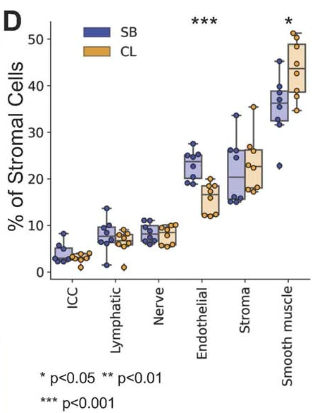 D
SB
CL
***
*
% of Stromal Cells
50
40
30
20
10
0
ICC
Lymphatic
Nerve
Endothelial
Stroma
Smooth muscle
* p<0.05 ** p<0.01
*** p<0.001